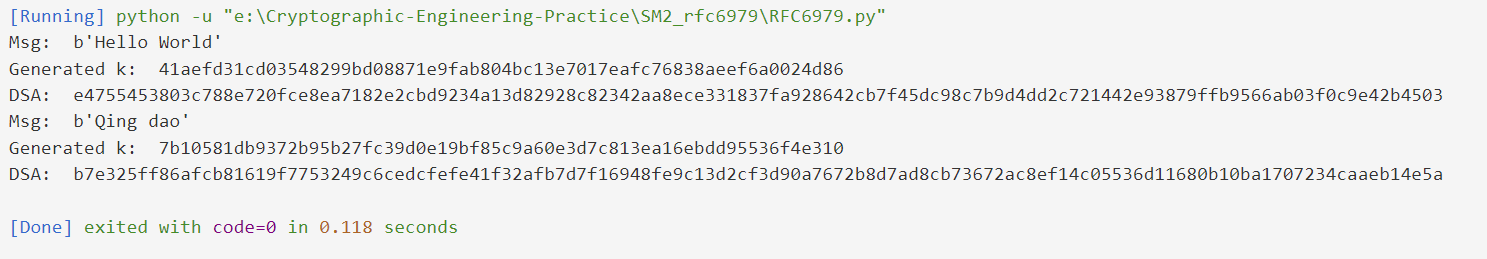 [Running] python -u "e:\Cryptographic-Engineering-Practice\SM2_rfc6979\RFC6979.py"
Msg:  b'Hello World'
Generated k:  41aefd31cd03548299bd08871e9fab804bc13e7017eafc76838aeef6a0024d86
DSA:  e4755453803c788e720fce8ea7182e2cbd9234a13d82928c82342aa8ece331837fa928642cb7f45dc98c7b9d4dd2c721442e93879ffb9566ab03f0c9e42b4503
Msg:  b'Qing dao'
Generated k:  7b10581db9372b95b27fc39d0e19bf85c9a60e3d7c813ea16ebdd95536f4e310
DSA:  b7e325ff86afcb81619f7753249c6cedcfefe41f32afb7d7f16948fe9c13d2cf3d90a7672b8d7ad8cb73672ac8ef14c05536d11680b10ba1707234caaeb14e5a
[Done] exited with code=0 in 0.118 seconds